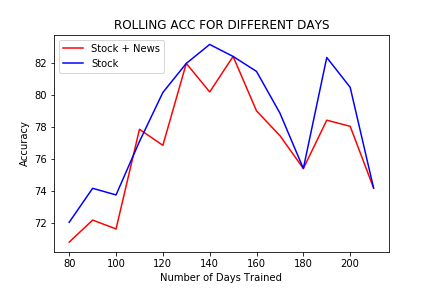 ROLLING ACC FOR DIFFERENT DAYS
Stock + News
Stock
Accuracy
82
80
78
76
74
72
80 100 120 140 160 180 200
Number of Days Trained